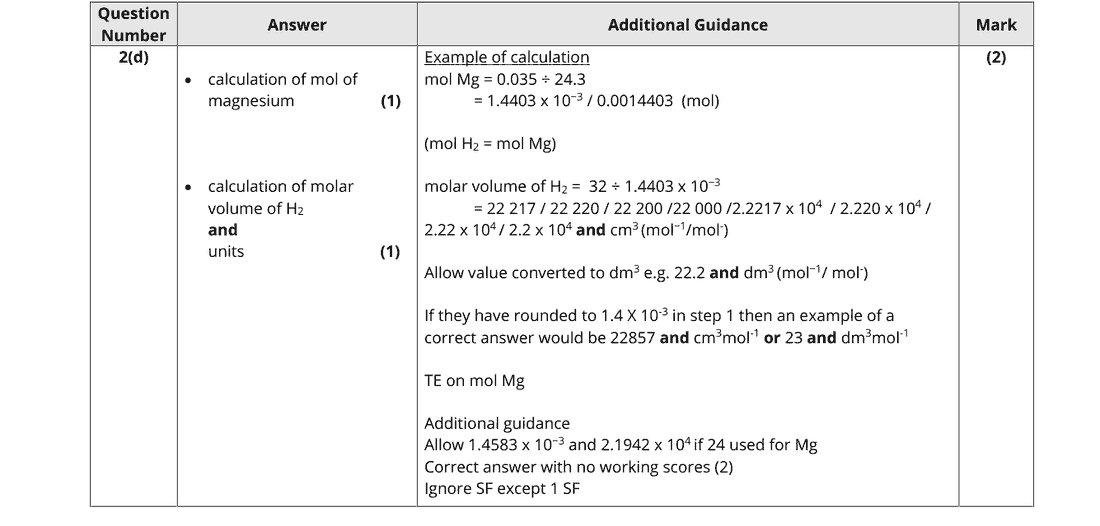 Question Number
Answer
Additional Guidance
Mark
2(d)
• calculation of mol of
magnesium (1)
• calculation of molar
volume of H₂
and
units (1)
Example of calculation
mol Mg = 0.035 ÷ 24.3
= 1.4403 x 10⁻³ / 0.0014403 (mol)
(mol H₂ = mol Mg)
molar volume of H₂ = 32 ÷ 1.4403 x 10⁻³
= 22 217 / 22 220 / 22 200 /22 000 /2.2217 x 10⁴ / 2.220 x 10⁴ /
2.22 x 10⁴ / 2.2 x 10⁴ and cm³ (mol⁻¹/mol⁻)
Allow value converted to dm³ e.g. 22.2 and dm³ (mol⁻¹/ mol⁻)
If they have rounded to 1.4 X 10⁻³ in step 1 then an example of a
correct answer would be 22857 and cm³mol⁻¹ or 23 and dm³mol⁻¹
TE on mol Mg
Additional guidance
Allow 1.4583 x 10⁻³ and 2.1942 x 10⁴ if 24 used for Mg
Correct answer with no working scores (2)
Ignore SF except 1 SF
(2)